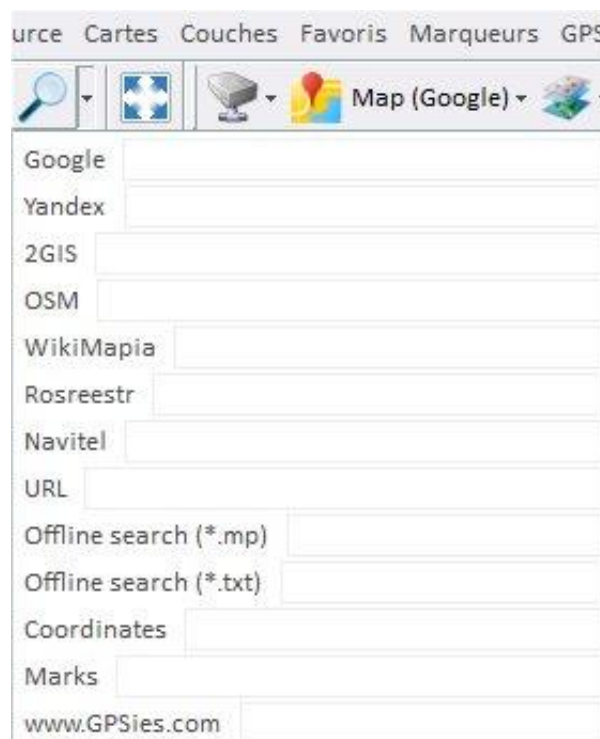 urce Cartes Couches Favoris Marqueurs GPS
Map (Google)
Google
Yandex
2GIS
OSM
WikiMapia
Rosreestr
Navitel
URL
Offline search (*.mp)
Offline search (*.txt)
Coordinates
Marks
www.GPSies.com